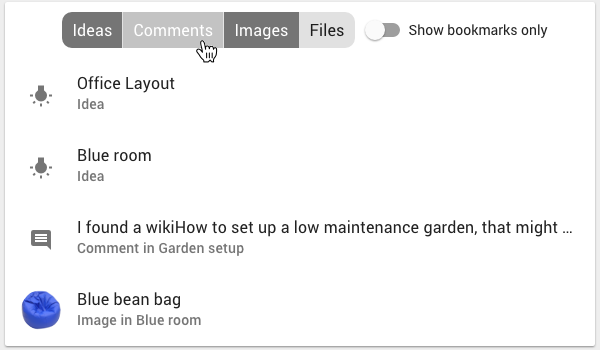 Ideas Comments Images Files Show bookmarks only
Office Layout
Idea
Blue room
Idea
I found a wikiHow to set up a low maintenance garden, that might ...
Comment in Garden setup
Blue bean bag
Image in Blue room